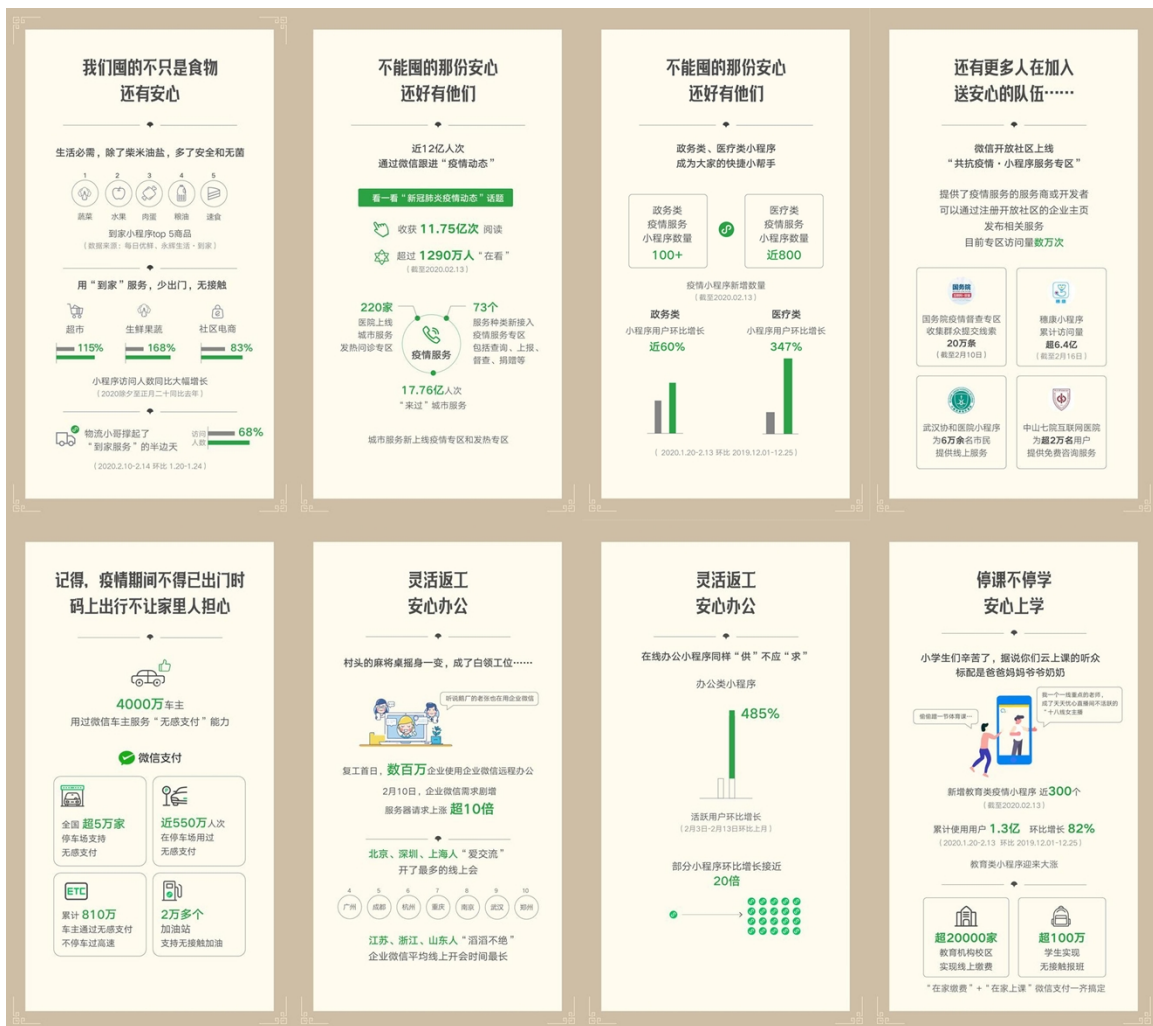 我们囤的不只是食物
还有安心
生活必需，除了柴米油盐，多了安全和无菌
1 2 3 4 5
蔬菜 水果 肉蛋 粮油 速食
到家小程序top 5商品
（数据来源：每日优鲜、永辉生活·到家）
用“到家”服务，少出门，无接触
超市 生鲜果蔬 社区电商
115% 168% 83%
小程序访问人数同比大幅增长
（2020除夕至正月二十同比去年）
物流小哥撑起了
“到家服务”的半边天
访问
人数
68%
（2020.2.10-2.14 环比 1.20-1.24）
不能囤的那份安心
还好有他们
近12亿人次
通过微信跟进“疫情动态”
看一看“新冠肺炎疫情动态”话题
收获 11.75亿次 阅读
超过 1290万人 “在看”
（截至2020.02.13）
220家
医院上线
城市服务
发热问诊专区
疫情服务
73个
服务种类新接入
疫情服务专区
包括查询、上报、
督查、捐赠等
17.76亿人次
“来过”城市服务
城市服务新上线疫情专区和发热专区
不能囤的那份安心
还好有他们
政务类、医疗类小程序
成为大家的快捷小帮手
政务类
疫情服务
小程序数量
100+
医疗类
疫情服务
小程序数量
近800
疫情小程序新增数量
（截至2020.02.13）
政务类
小程序用户环比增长
近60%
医疗类
小程序用户环比增长
347%
（ 2020.1.20-2.13 环比 2019.12.01-12.25）
还有更多人在加入
送安心的队伍……
微信开放社区上线
“共抗疫情·小程序服务专区”
提供了疫情服务的服务商或开发者
可以通过注册开放社区的企业主页
发布相关服务
目前专区访问量数万次
国务院
国务院疫情督查专区
收集群众提交线索
20万条
（截至2月10日）
穗康
穗康小程序
累计访问量
超6.4亿
（截至2月16日）
武汉协和医院小程序
为6万余名市民
提供线上服务
中山七院互联网医院
为超2万名用户
提供免费咨询服务
记得，疫情期间不得已出门时
码上出行不让家里人担心
4000万车主
用过微信车主服务“无感支付”能力
微信支付
全国 超5万家
停车场支持
无感支付
近550万人次
在停车场用过
无感支付
ETC
累计 810万
车主通过无感支付
不停车过高速
2万多个
加油站
支持无接触加油
灵活返工
安心办公
村头的麻将桌摇身一变，成了白领工位……
听说鞋厂的老张也在用企业微信
复工首日，数百万企业使用企业微信远程办公
2月10日，企业微信需求剧增
服务器请求上涨 超10倍
北京、深圳、上海人“爱交流”
开了最多的线上会
4 5 6 7 8 9 10
广州 成都 杭州 重庆 南京 武汉 郑州
江苏、浙江、山东人“滔滔不绝”
企业微信平均线上开会时间最长
灵活返工
安心办公
在线办公小程序同样“供”不应“求”
办公类小程序
485%
活跃用户环比增长
（2月3日-2月13日环比上月）
部分小程序环比增长接近
20倍
停课不停学
安心上学
小学生们辛苦了，据说你们云上课的听众
标配是爸爸妈妈爷爷奶奶
我一个一线重点的老师，
成了天天忧心直播间不活跃的
“十八线女主播
新增教育类疫情小程序 近300个
（截至2020.02.13）
累计使用用户 1.3亿 环比增长 82%
（2020.1.20-2.13 环比 2019.12.01-12.25）
教育类小程序迎来大涨
超20000家
教育机构校区
实现线上缴费
超100万
学生实现
无接触报班
“在家缴费”+“在家上课”微信支付一齐搞定